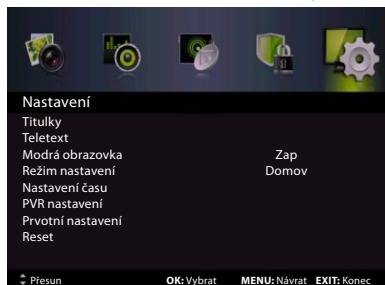 Nastavení
Titulky
Teletext
Modrá obrazovka Zap
Režim nastavení Domov
Nastavení času
PVR nastavení
Prvotní nastavení
Reset
Přesun OK: Vybrat MENU: Návrat EXIT: Konec